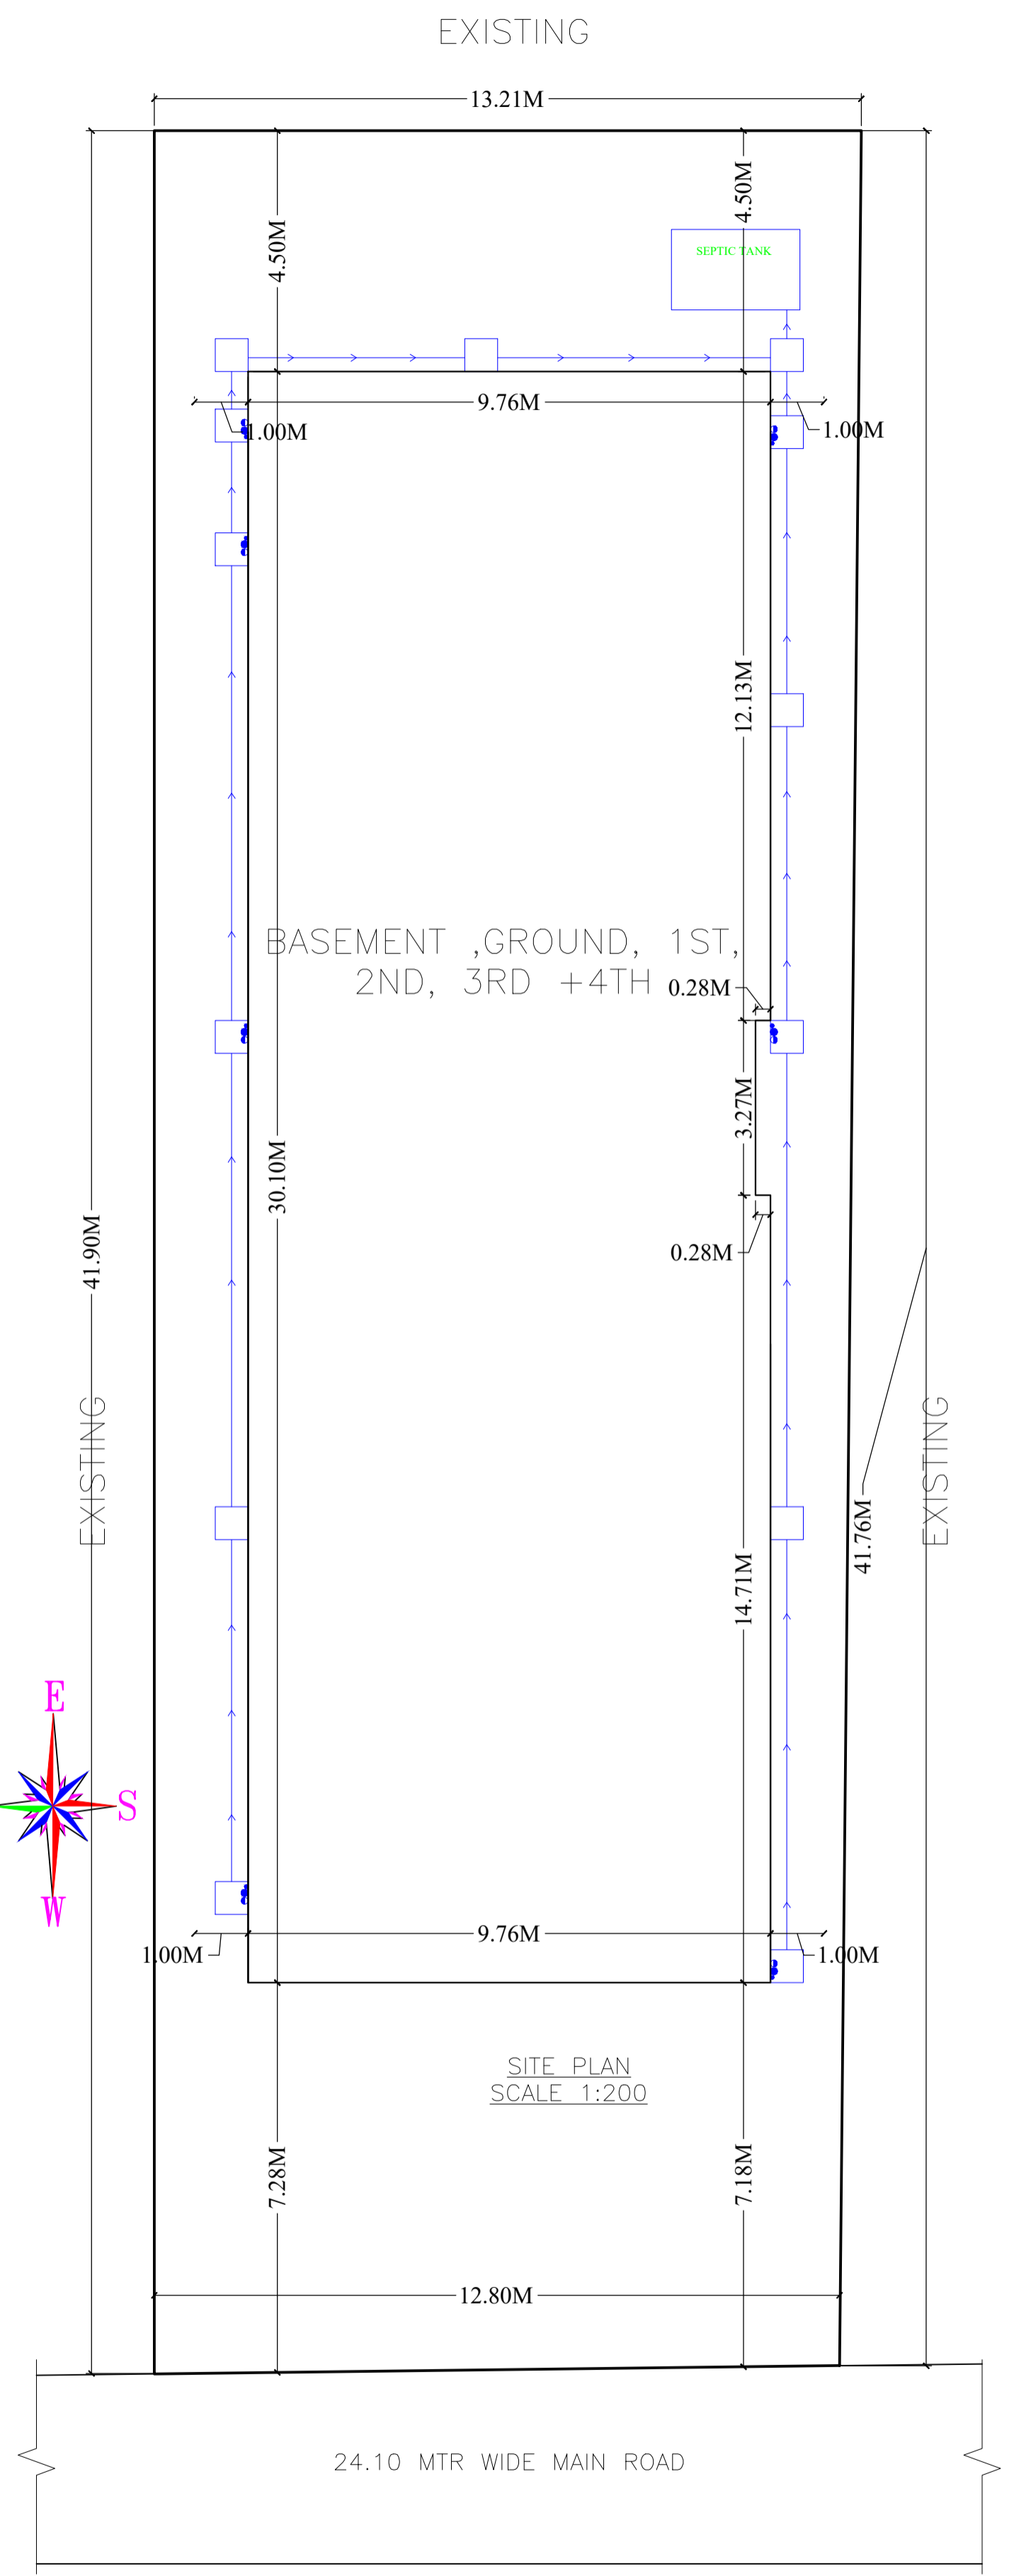 EXISTING
13.21M
4.50M
4.50M
SEPTIC TANK
9.76M
1.00M
1.00M
12.13M
BASEMENT ,GROUND, 1ST,
2ND, 3RD +4TH
0.28M
3.27M
30.10M
41.90M
0.28M
EXISTING
EXISTING
41.76M
14.71M
E
S
W
9.76M
1.00M
1.00M
SITE PLAN
SCALE 1:200
7.28M
7.18M
12.80M
24.10 MTR WIDE MAIN ROAD